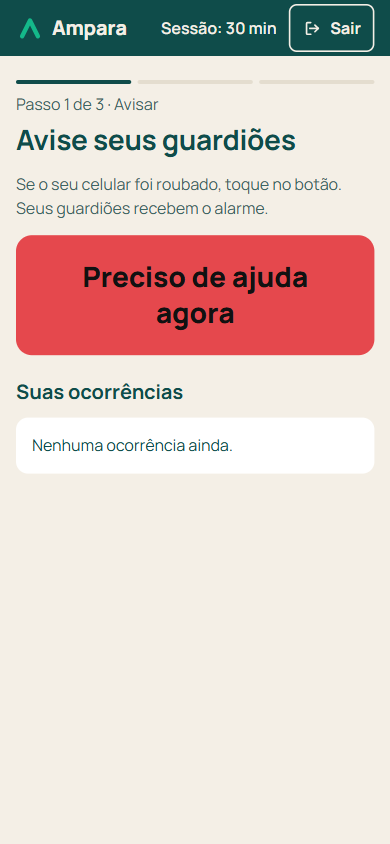 Ampara
Sessão: 30 min
Sair
Passo 1 de 3 · Avisar
Avise seus guardiões
Se o seu celular foi roubado, toque no botão.
Seus guardiões recebem o alarme.
Preciso de ajuda
agora
Suas ocorrências
Nenhuma ocorrência ainda.